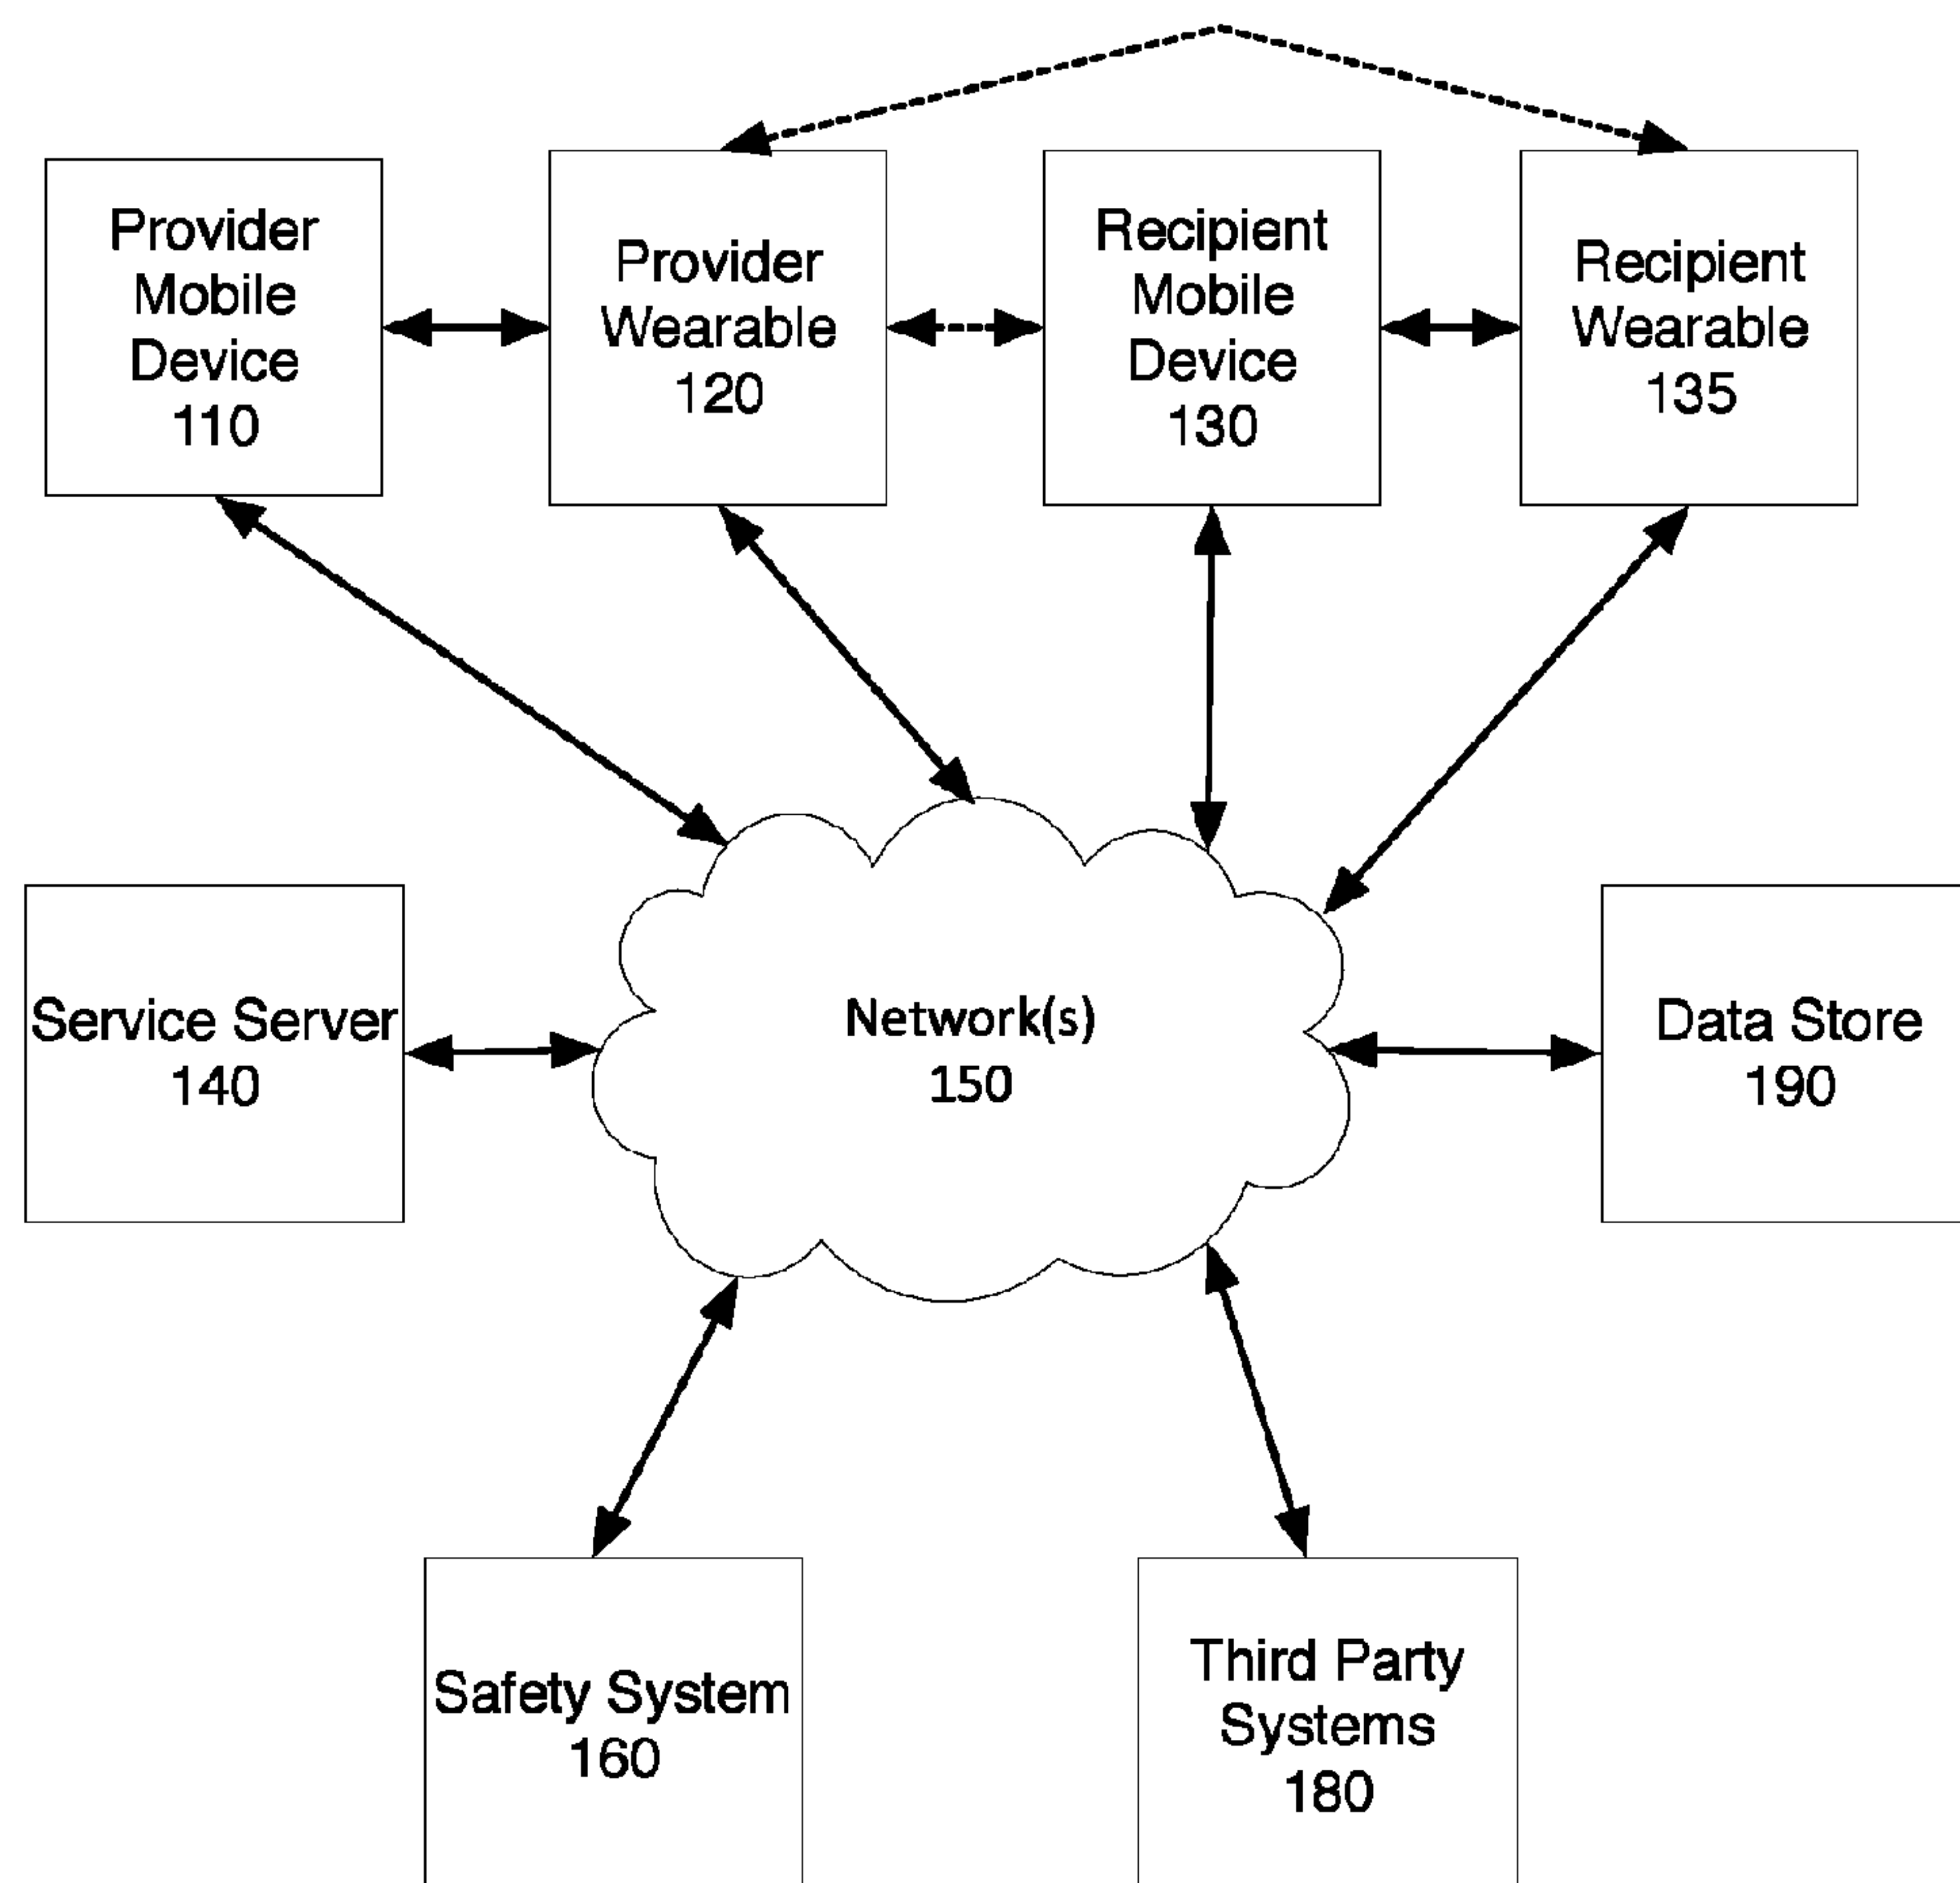 Provider
Mobile
Device
110
Provider
Wearable
120
Recipient
Mobile
Device
130
Recipient
Wearable
135
Service Server
140
Network(s)
150
Data Store
190
Safety System
160
Third Party
Systems
180